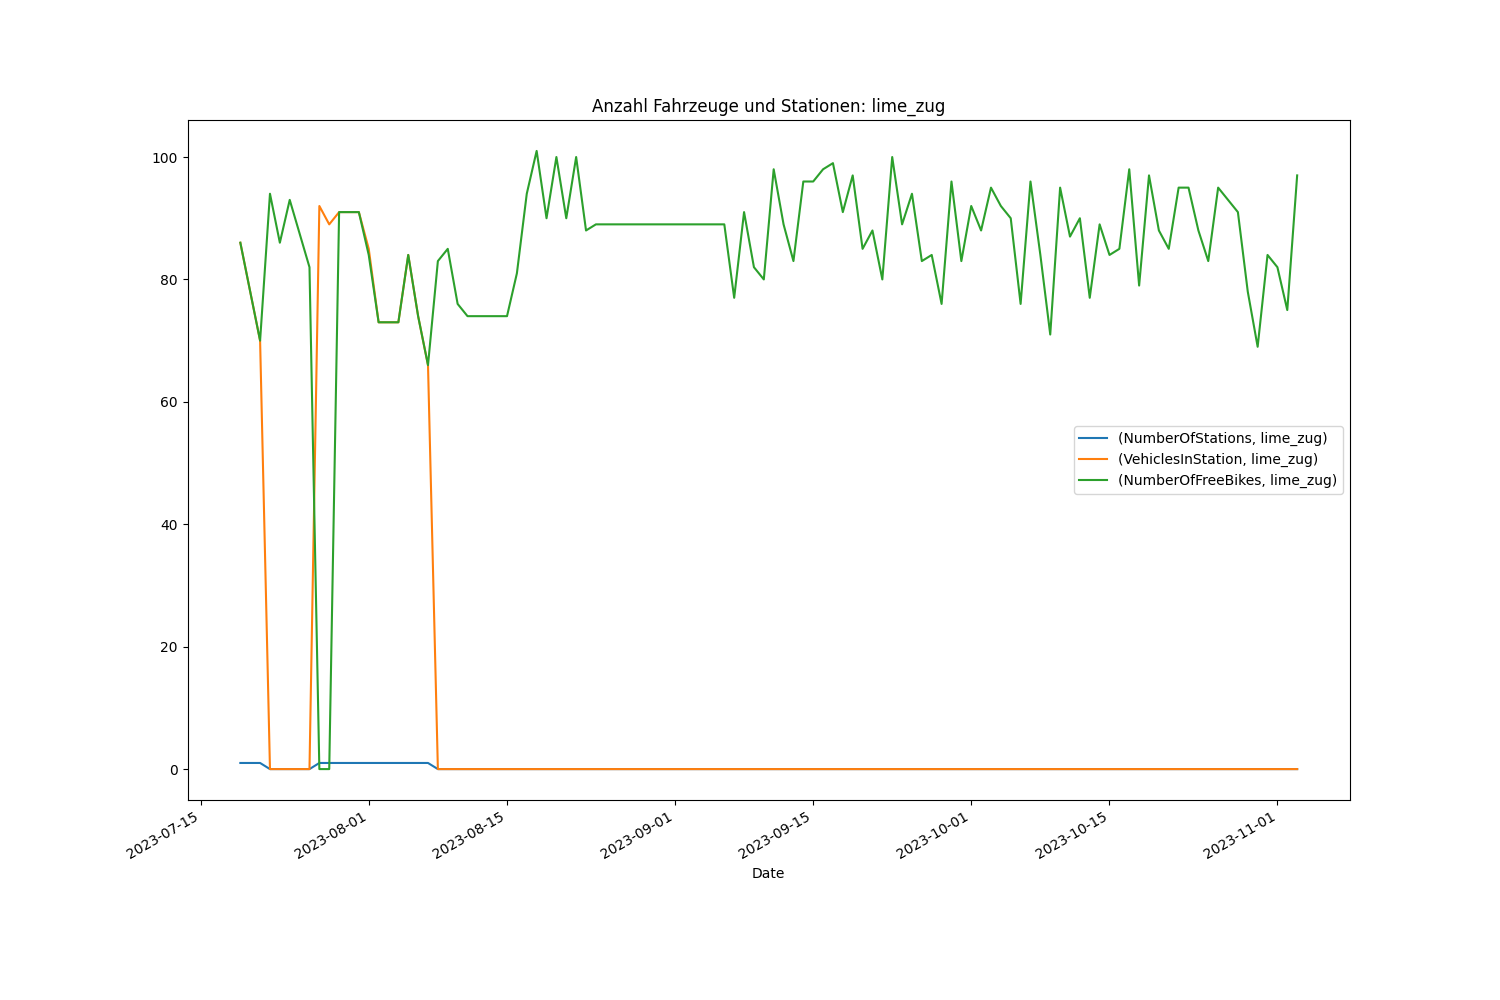 Anzahl Fahrzeuge und Stationen: lime_zug
100
80
60
40
20
0
(NumberOfStations, lime_zug)
(VehiclesInStation, lime_zug)
(NumberOfFreeBikes, lime_zug)
2023-07-15
2023-08-01
2023-08-15
2023-09-01
2023-09-15
2023-10-01
2023-10-15
2023-11-01
Date